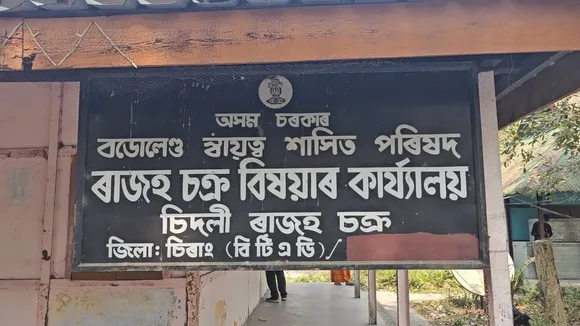 অসম চৰকাৰ
বডোলেণ্ড স্বায়ত্ব শাসিত পৰিষদ
ৰাজহ চক্ৰ বিষয়াৰ কাৰ্য্যালয়
চিদলী ৰাজহ চক্ৰ
জিলা: চিৰাং (বি টি এ ডি)